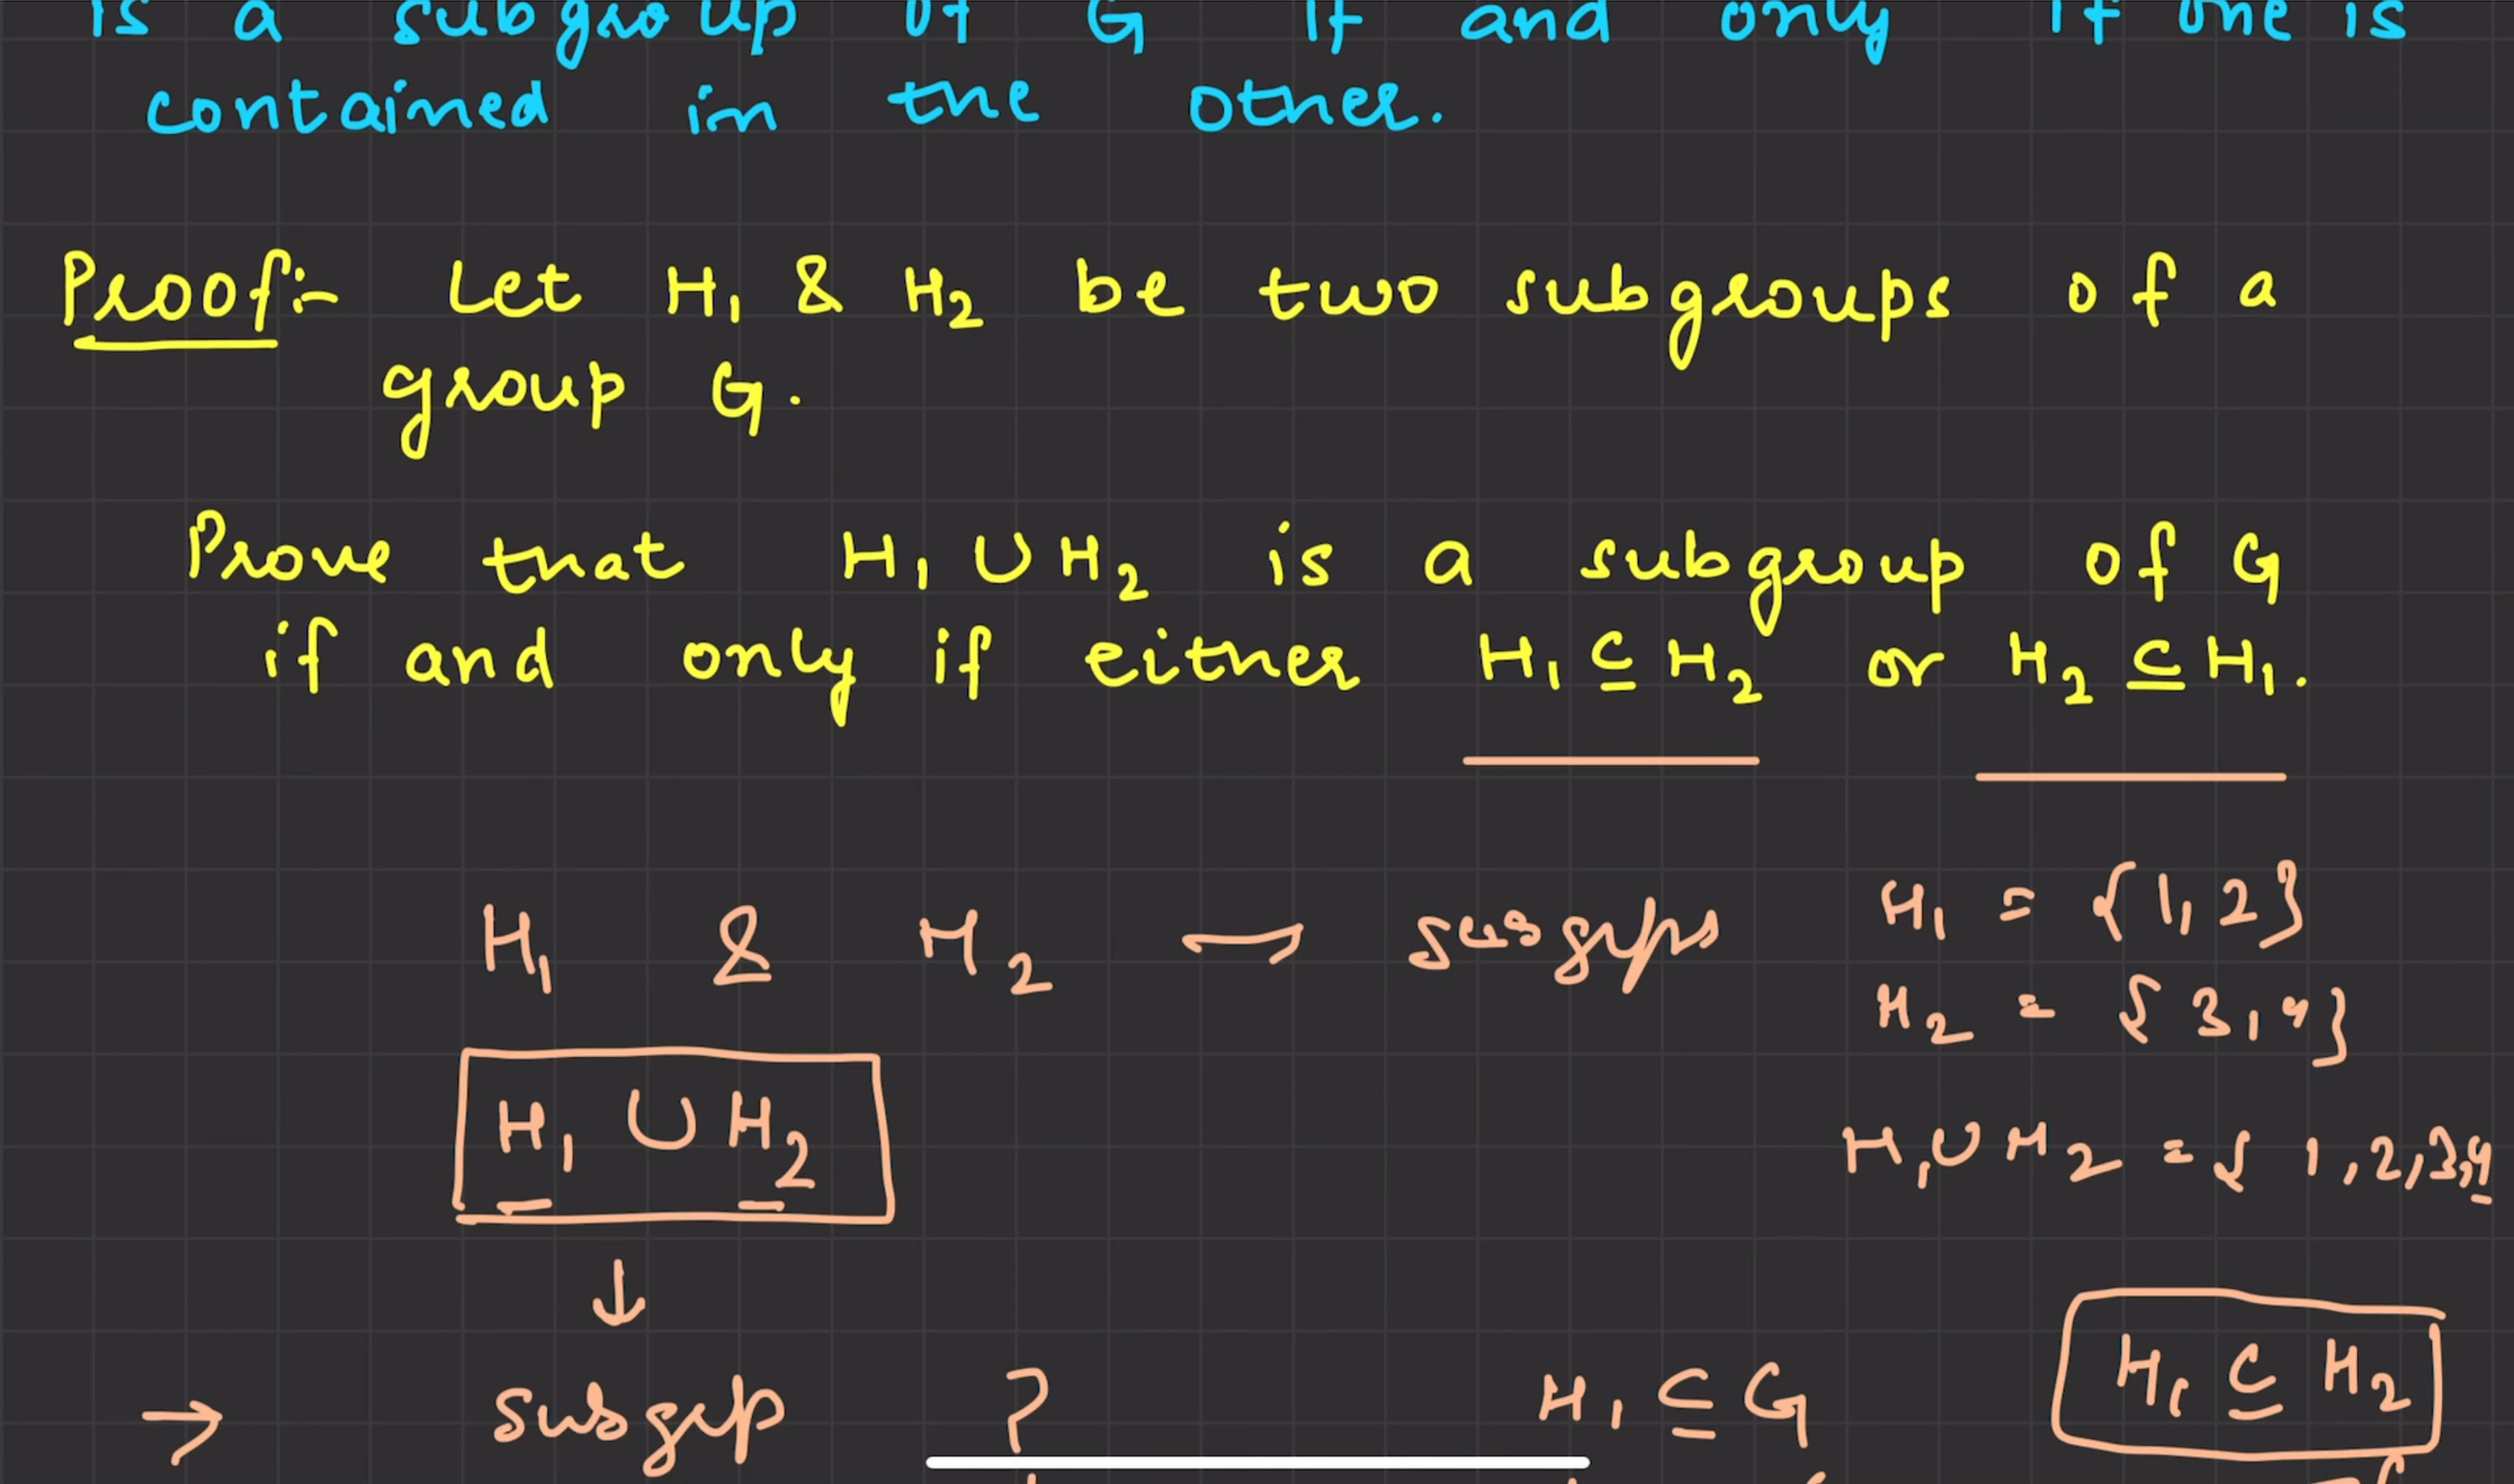 is a subgroup of G if and only if one is
contained in the other.
Proof:- Let H₁ & H₂ be two subgroups of a
group G.
Prove that H₁ ∪ H₂ is a subgroup of G
if and only if either H₁ ⊆ H₂ or H₂ ⊆ H₁.
H₁ & H₂ → subgrps
H₁ = {1, 2}
H₂ = {3, 4}
H₁ ∪ H₂
H₁ ∪ H₂ = { 1, 2, 3, 4
↓
→ subgrp ?
H₁ ⊆ G
H₁ ⊆ H₂